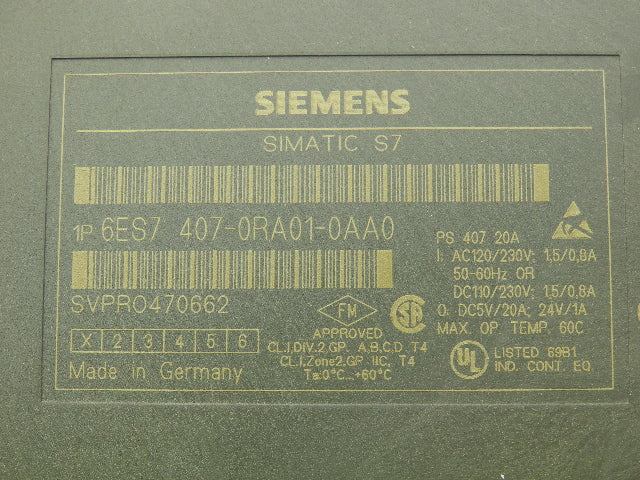 SIEMENS
SIMATIC S7
1P 6ES7 407-0RA01-0AA0
SVPRO470662
X 2 3 4 5 6
Made in Germany
FM
APPROVED
CL.I,DIV.2,GP. A,B,C,D, T4
CL.I,Zone2,GP. IIC, T4
Ta:0°C...+60°C
SA
PS 407 20A
I: AC120/230V; 1,5/0,8A
50-60Hz OR
DC110/230V; 1,5/0,8A
O: DC5V/20A; 24V/1A
MAX. OP. TEMP. 60C
UL
LISTED 69B1
IND. CONT. EQ